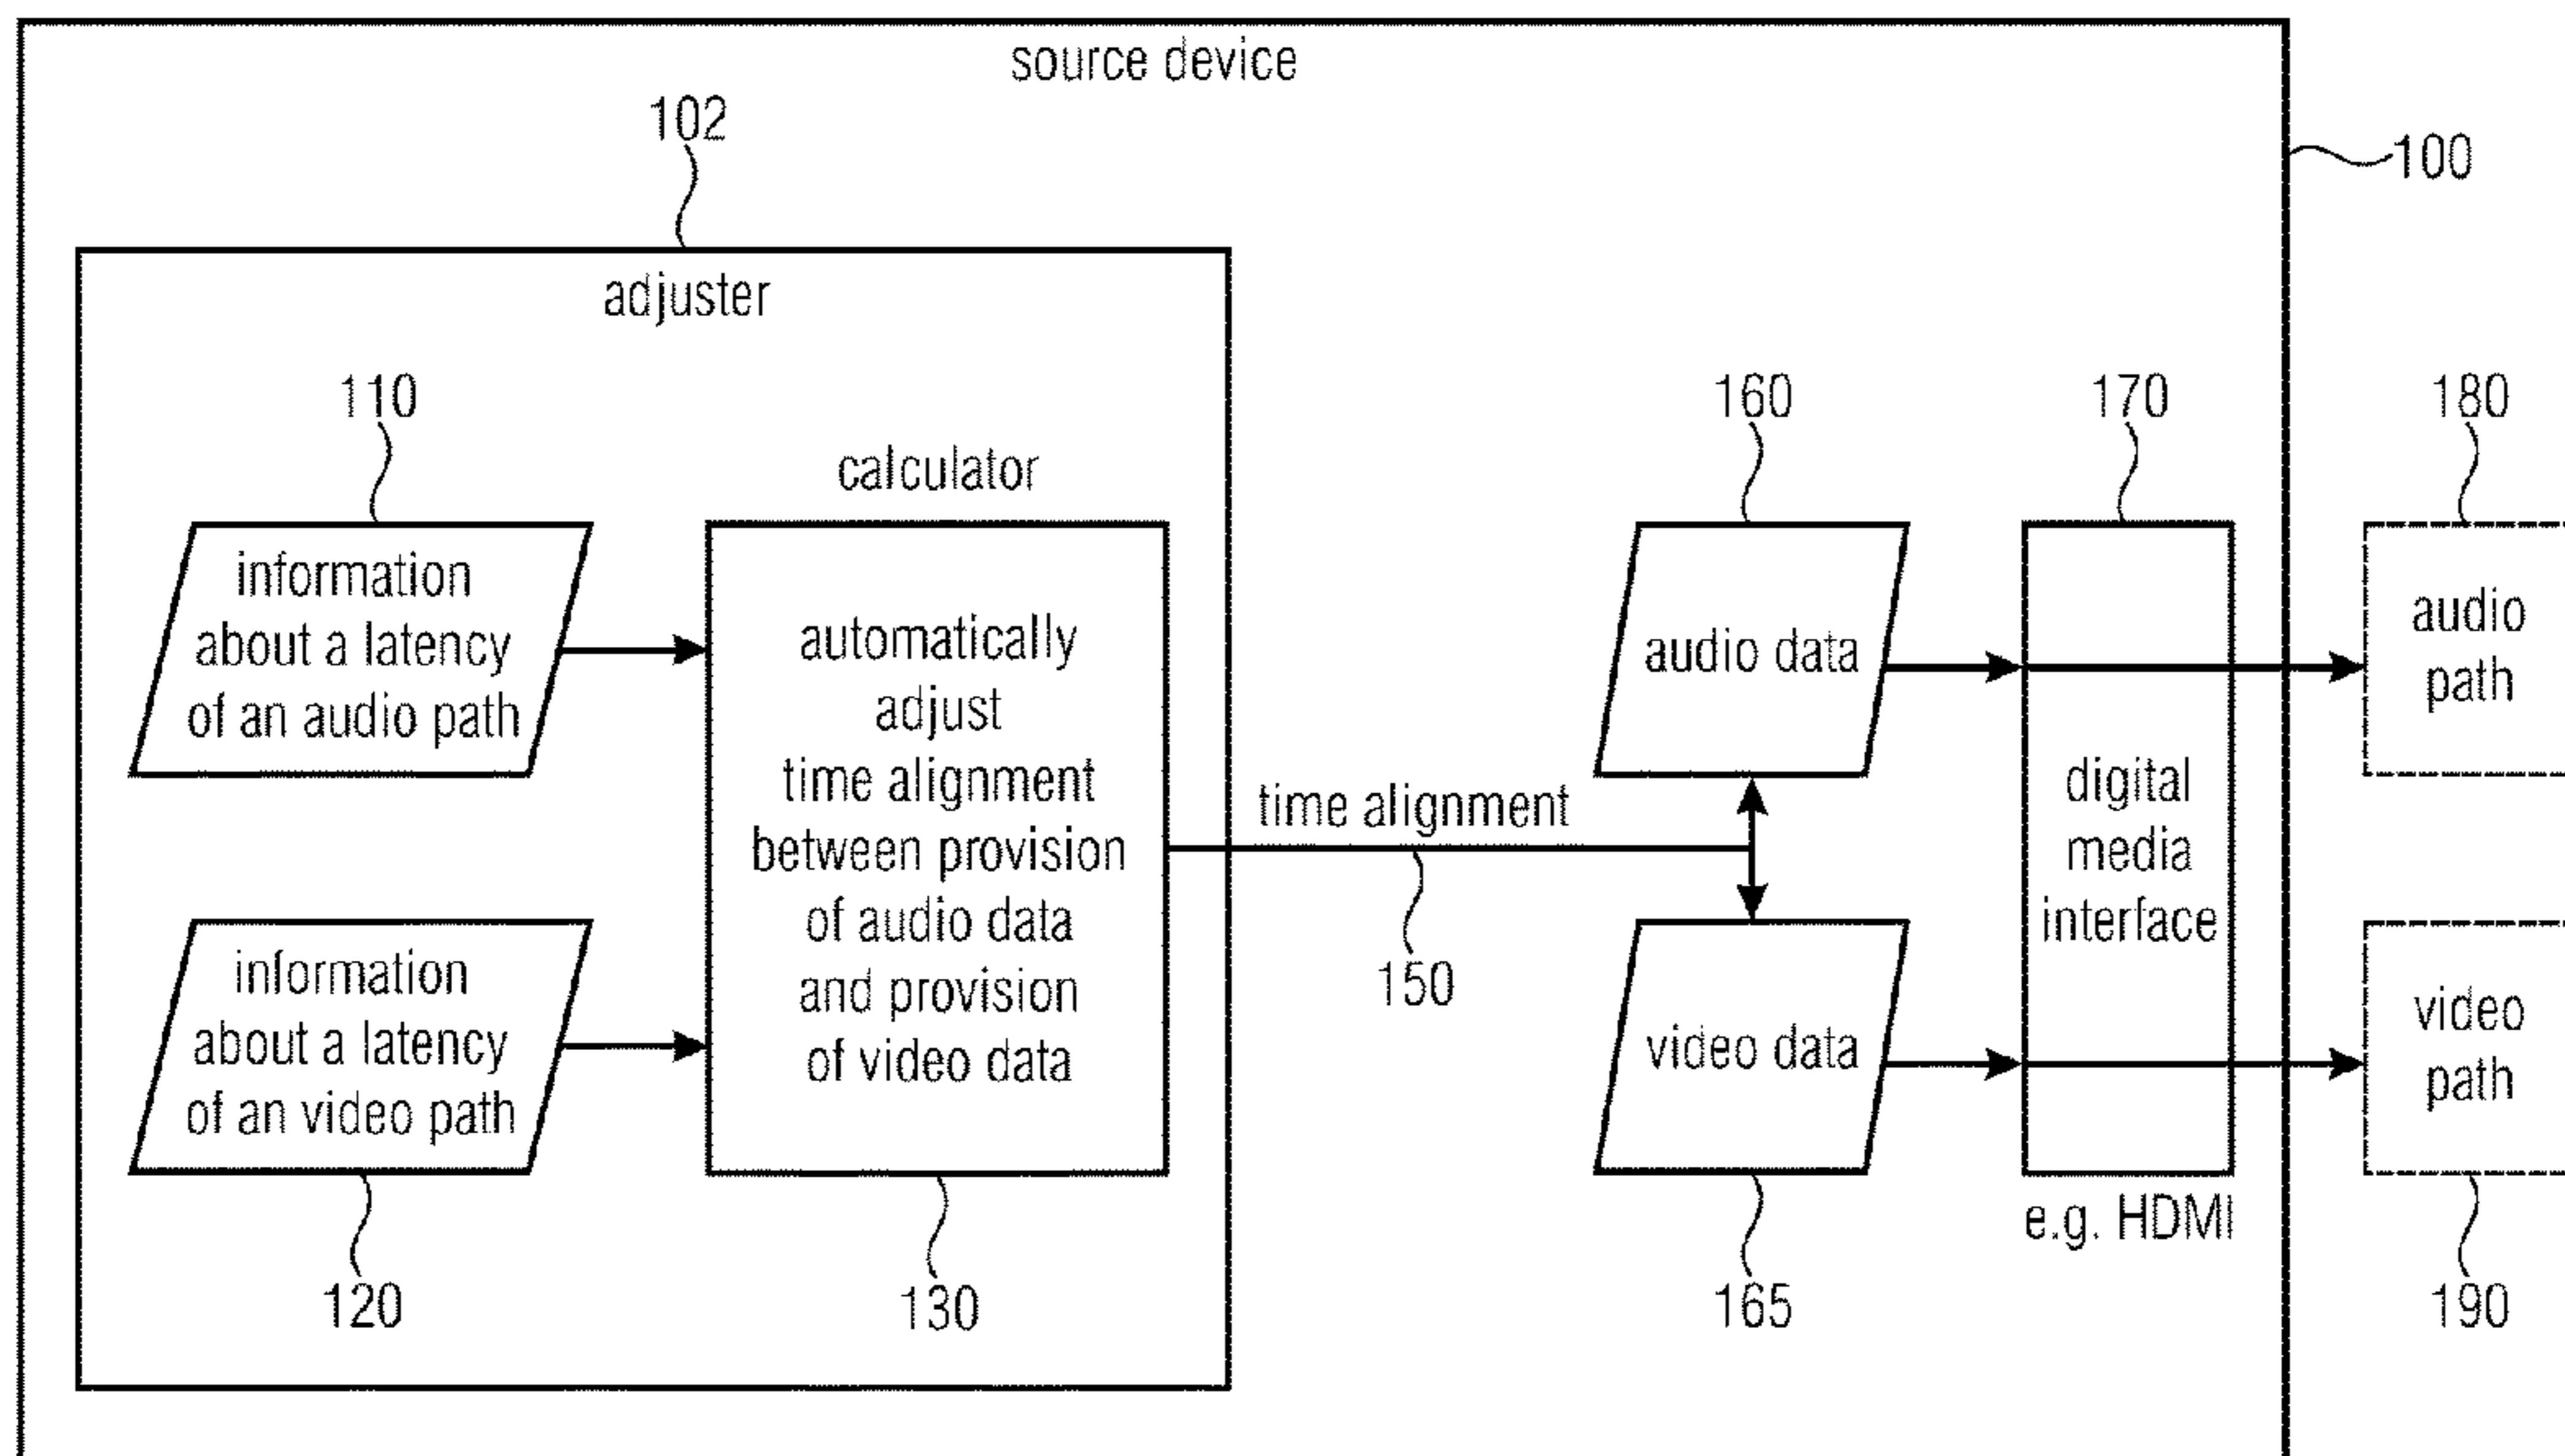 source device
102
100
adjuster
110
160
170
180
calculator
information
about a latency
of an audio path
automatically
adjust
time alignment
between provision
of audio data
and provision
of video data
audio data
digital
media
interface
audio
path
time alignment
150
information
about a latency
of an video path
video data
video
path
e.g. HDMI
120
130
165
190